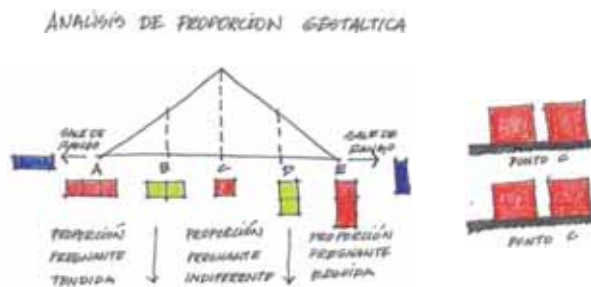 ANALISIS DE PROPORCION GESTALTICA
SALE DE
RANGO
SALE DE
RANGO
A B C D E
PROPORCIÓN
PREGNANTE
TENDIDA
PROPORCIÓN
PREGNANTE
INDIFERENTE
PROPORCIÓN
PREGNANTE
ERGUIDA
PUNTO C
PUNTO C